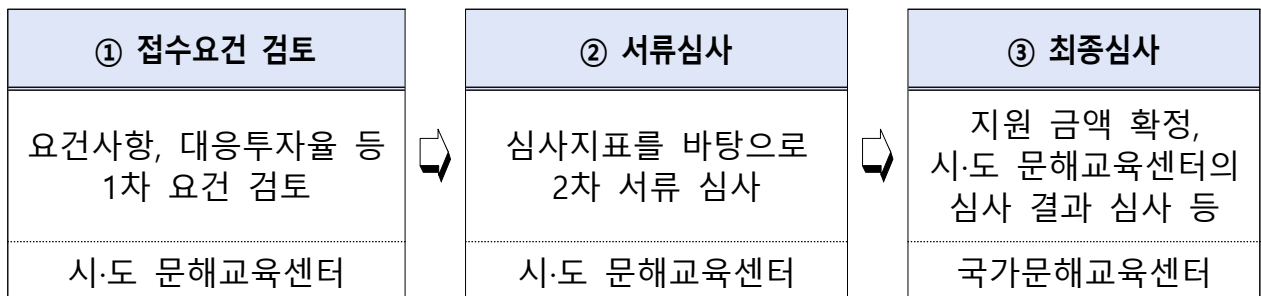 ① 접수요건 검토
요건사항, 대응투자율 등
1차 요건 검토
시·도 문해교육센터
② 서류심사
심사지표를 바탕으로
2차 서류 심사
시·도 문해교육센터
③ 최종심사
지원 금액 확정,
시·도 문해교육센터의
심사 결과 심사 등
국가문해교육센터